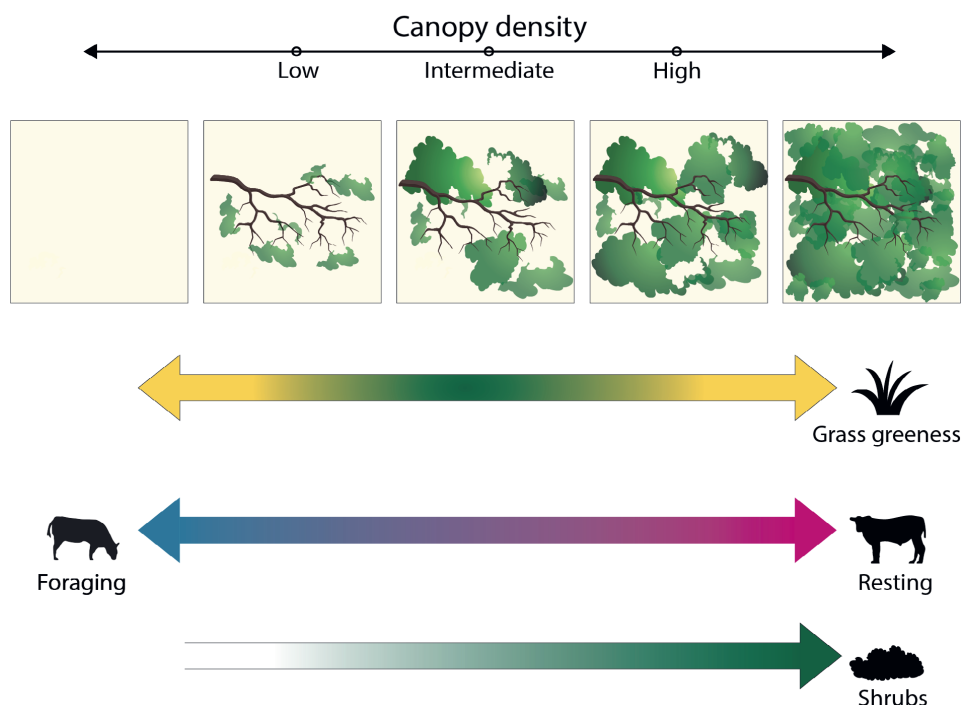 Canopy density
Low Intermediate High
Grass greeness
Foraging Resting
Shrubs